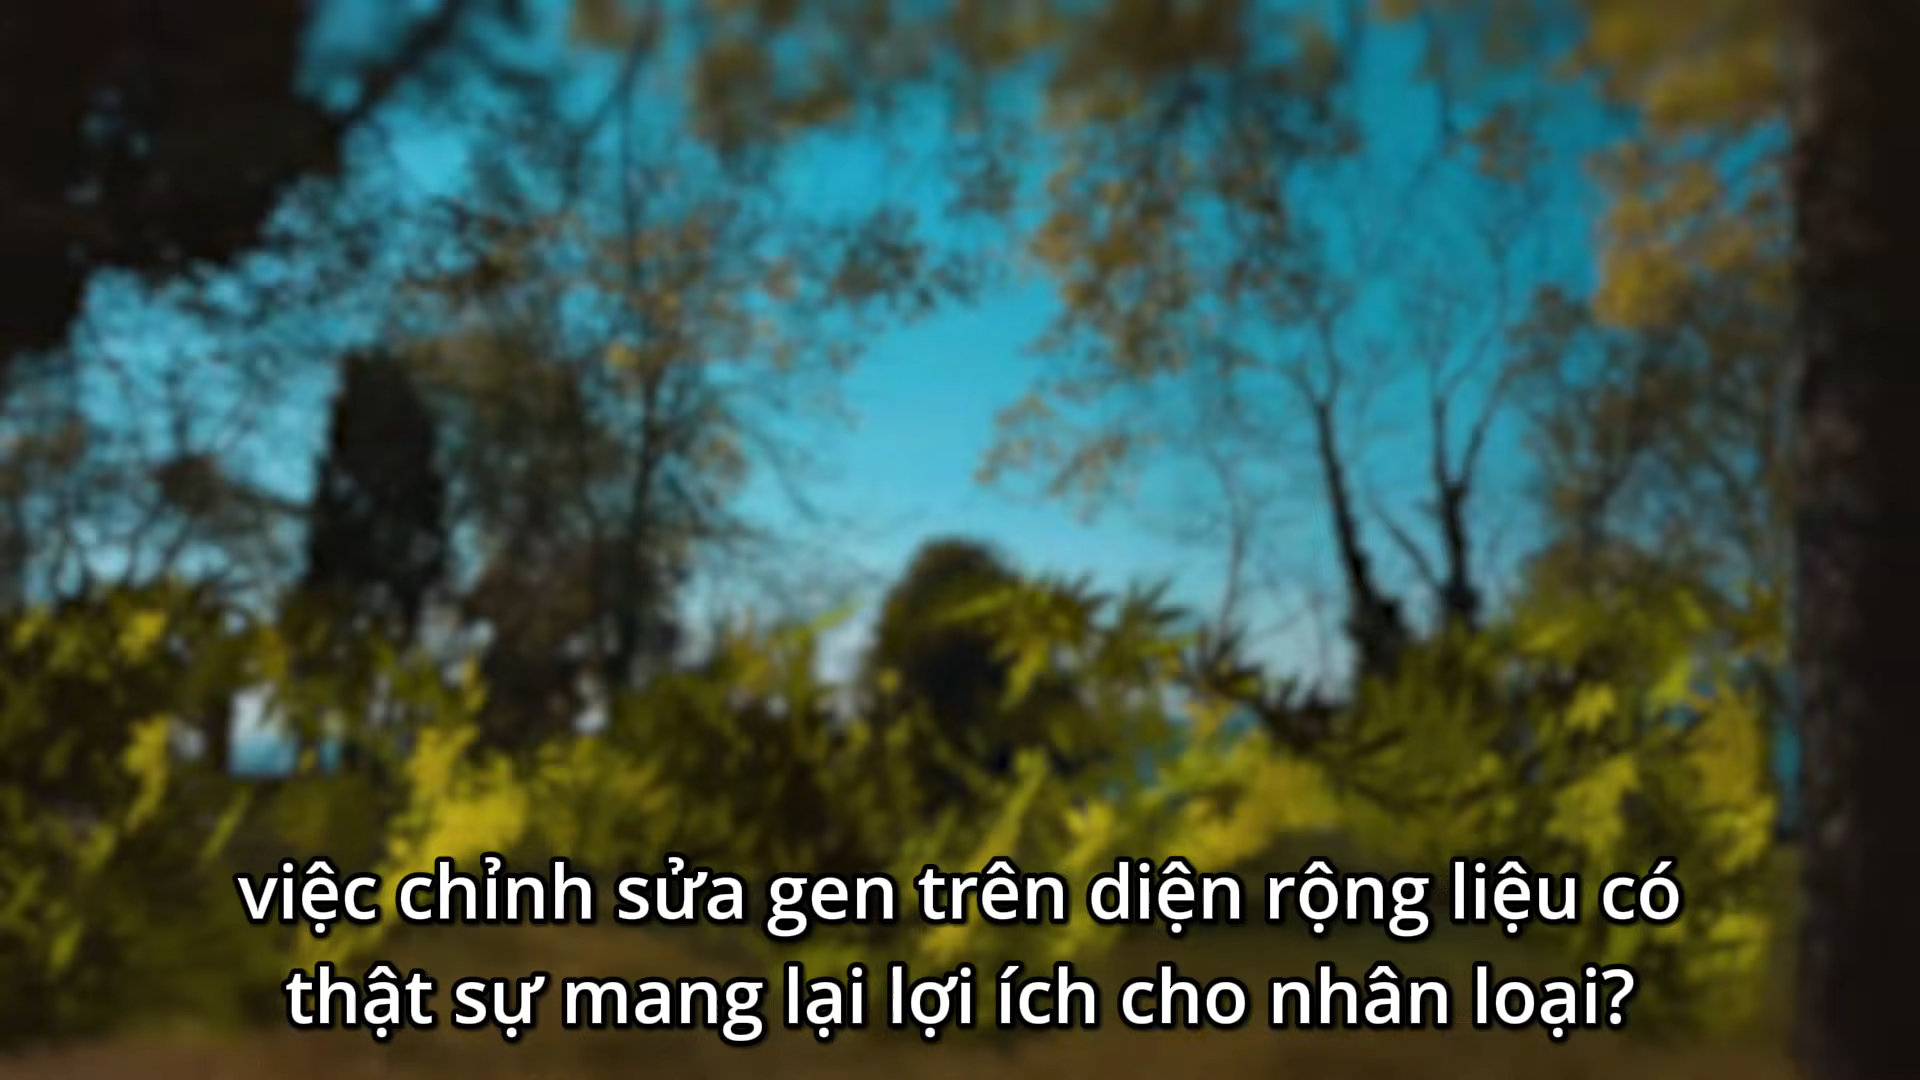 việc chỉnh sửa gen trên diện rộng liệu có
thật sự mang lại lợi ích cho nhân loại?